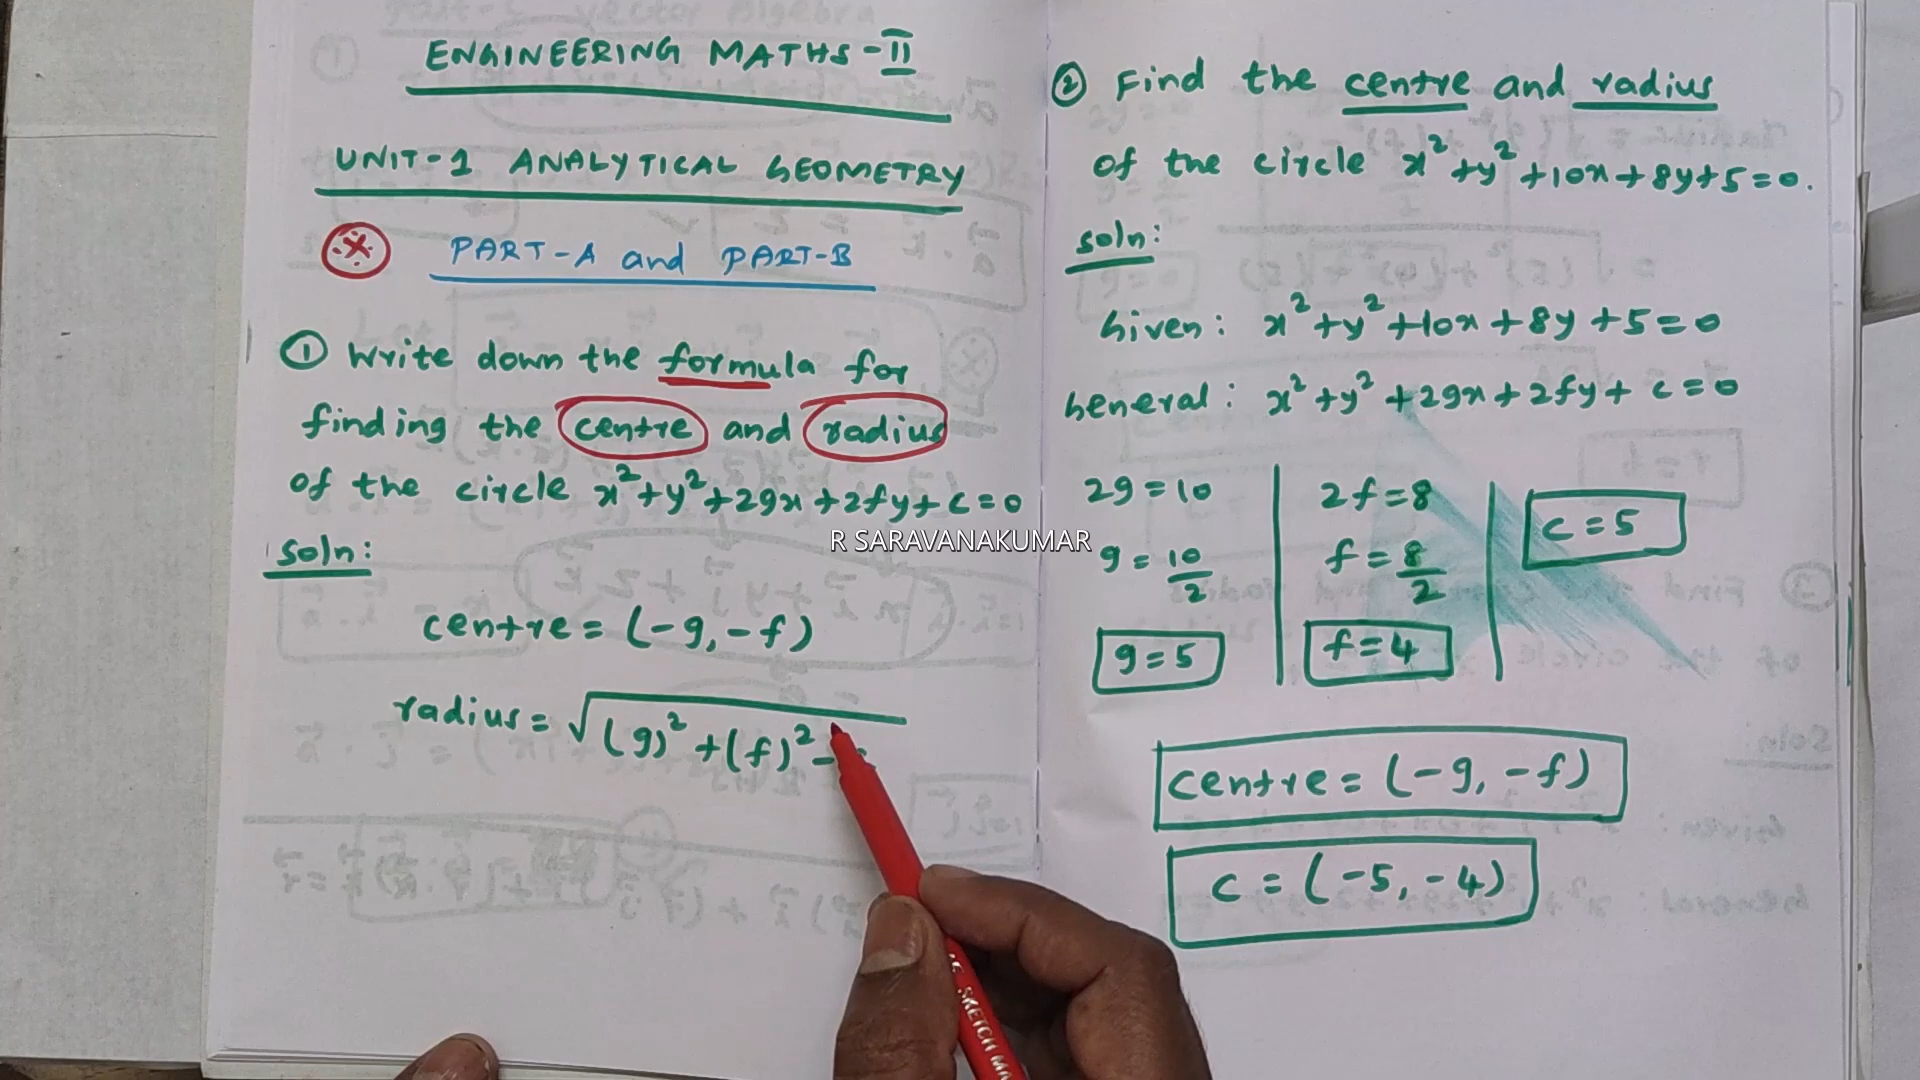 ENGINEERING MATHS-II
UNIT-1 ANALYTICAL GEOMETRY
PART-A and PART-B
① Write down the formula for
finding the centre and radius
of the circle x²+y²+2gx+2fy+c=0
soln:
centre = (-g, -f)
radius = √(g)²+(f)²-
② Find the centre and radius
of the circle x²+y²+10x+8y+5=0.
soln:
Given: x²+y²+10x+8y+5=0
General: x²+y²+2gx+2fy+c=0
2g=10
g=10/2
g=5
2f=8
f=8/2
f=4
c=5
centre = (-g, -f)
c = (-5, -4)
R SARAVANAKUMAR
SKETCH